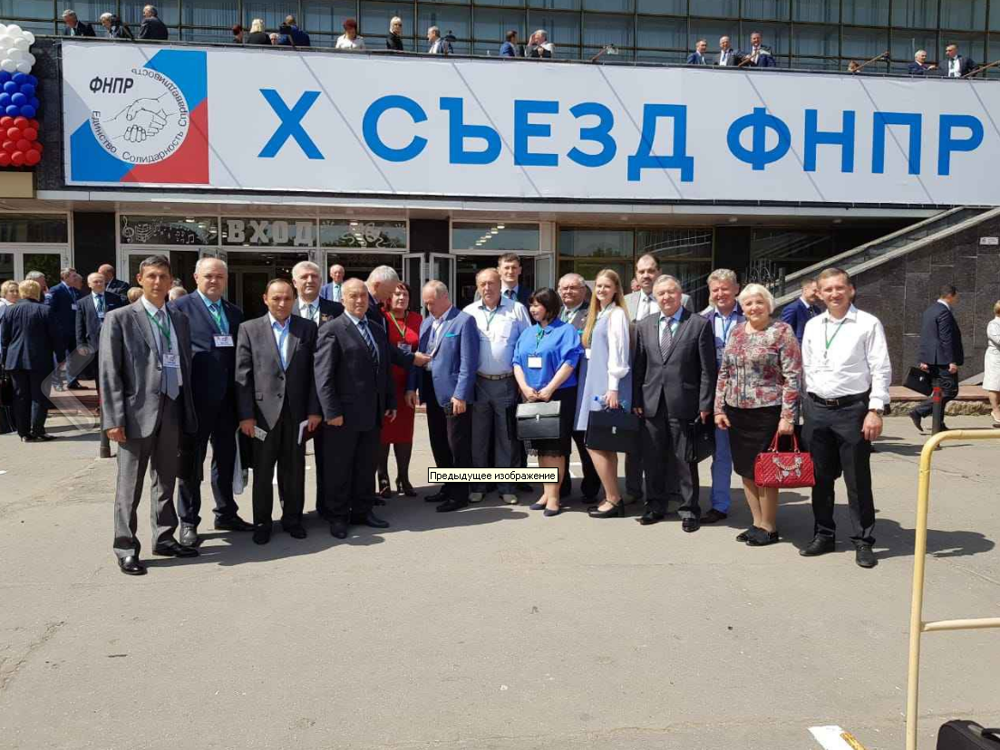 ФНПР
Единство Солидарность Справедливость
X СЪЕЗД ФНПР
ВХОД
Предыдущее изображение